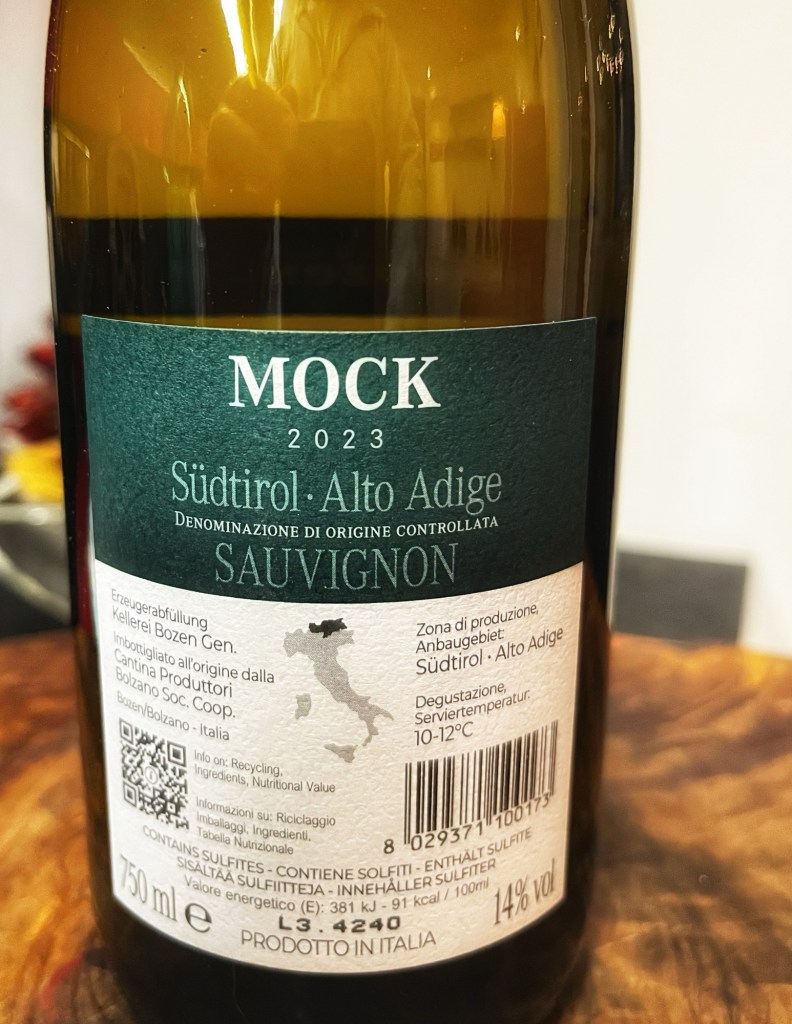 MOCK
2023
Südtirol · Alto Adige
DENOMINAZIONE DI ORIGINE CONTROLLATA
SAUVIGNON
Erzeugerabfüllung
Kellerei Bozen Gen.
Imbottigliato all'origine dalla
Cantina Produttori
Bolzano Soc. Coop.
Bozen/Bolzano - Italia
Zona di produzione,
Anbaugebiet:
Südtirol · Alto Adige
Degustazione,
Serviertemperatur:
10-12°C
Info on: Recycling,
Ingredients, Nutritional Value
Informazioni su: Riciclaggio
Imballaggi, Ingredienti,
Tabella Nutrizionale
8 029371 100173
CONTAINS SULFITES - CONTIENE SOLFITI - ENTHÄLT SULFITE
SISÄLTÄÄ SULFIITTEJA - INNEHÅLLER SULFITER
Valore energetico (E): 381 kJ - 91 kcal / 100ml
750 ml e
L3.4240
14% vol
PRODOTTO IN ITALIA